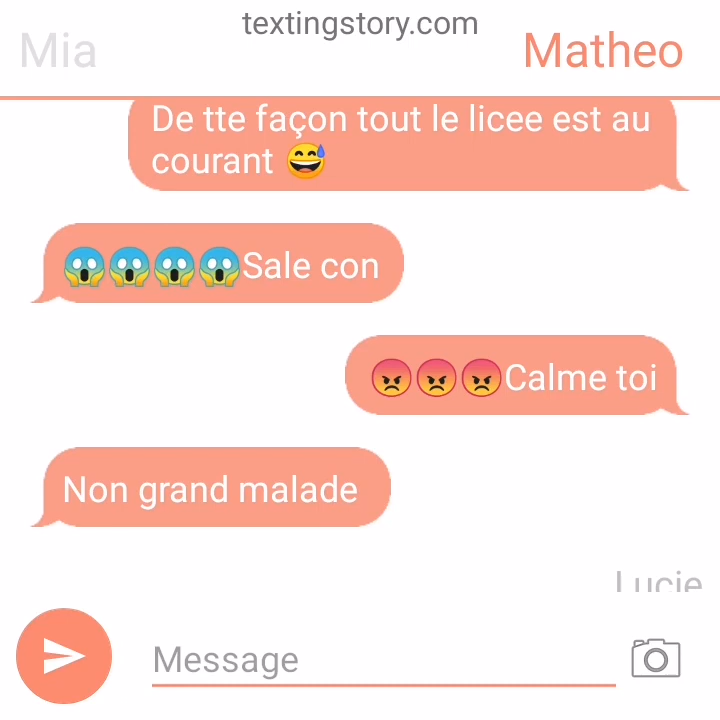 textingstory.com
Mia
Matheo
De tte façon tout le licee est au
courant 😅
😱😱😱😱Sale con
😡😡😡Calme toi
Non grand malade
Lucie
Message